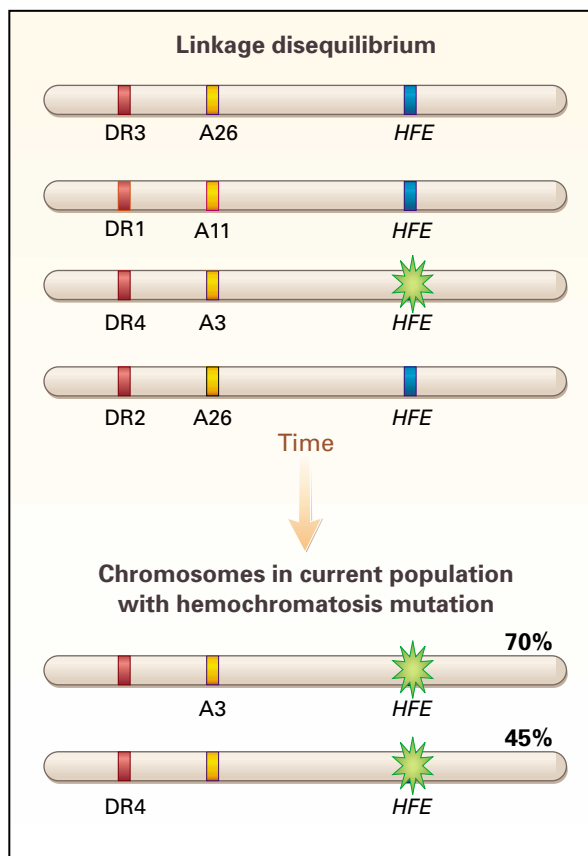 Linkage disequilibrium
DR3 A26 HFE
DR1 A11 HFE
DR4 A3 HFE
DR2 A26 HFE
Time
Chromosomes in current population
with hemochromatosis mutation
70%
A3 HFE
45%
DR4 HFE